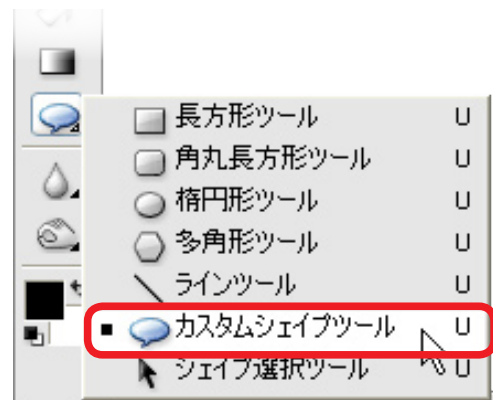 長方形ツール U
角丸長方形ツール U
楕円形ツール U
多角形ツール U
ラインツール U
カスタムシェイプツール U
シェイプ選択ツール U